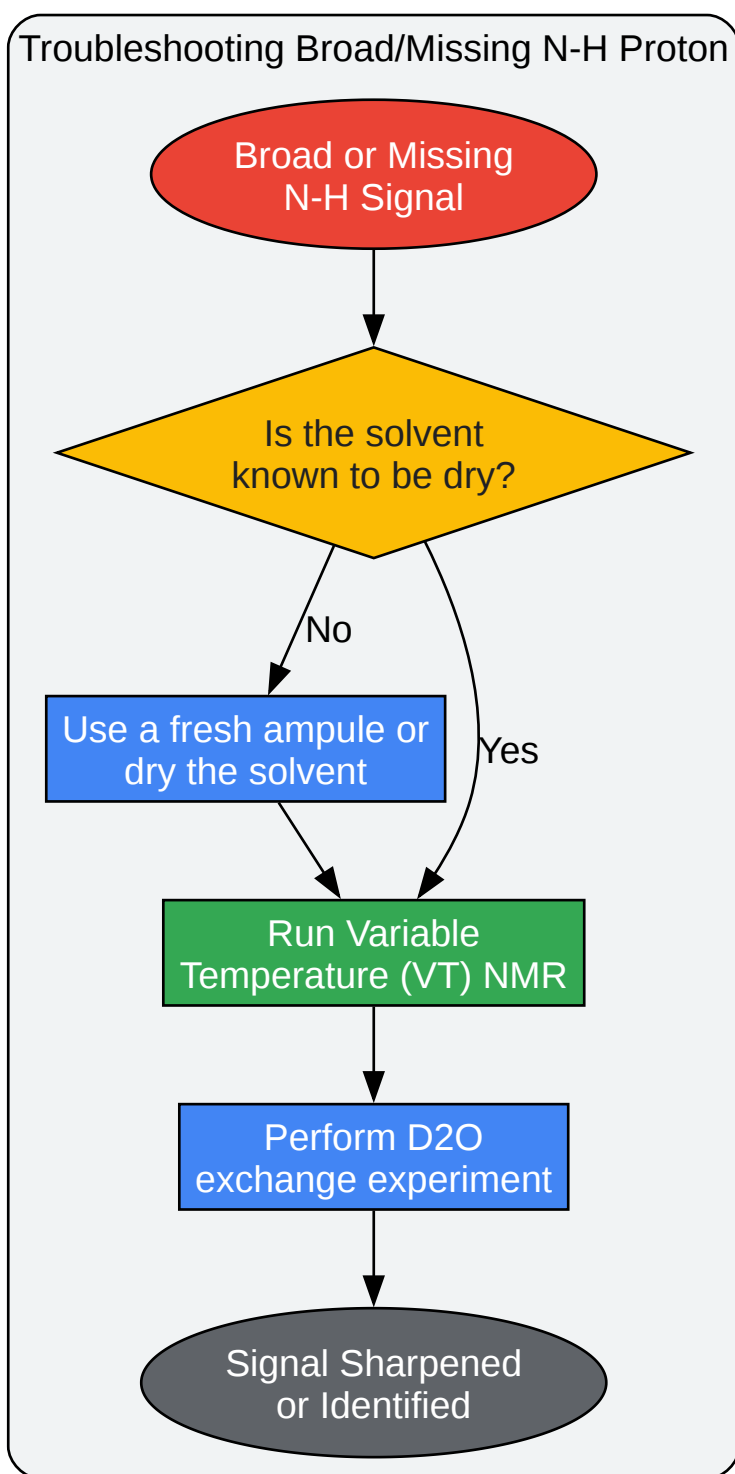 Troubleshooting Broad/Missing N-H Proton
Broad or Missing
N-H Signal
Is the solvent
known to be dry?
No
Use a fresh ampule or
dry the solvent
Yes
Run Variable
Temperature (VT) NMR
Perform D2O
exchange experiment
Signal Sharpened
or Identified